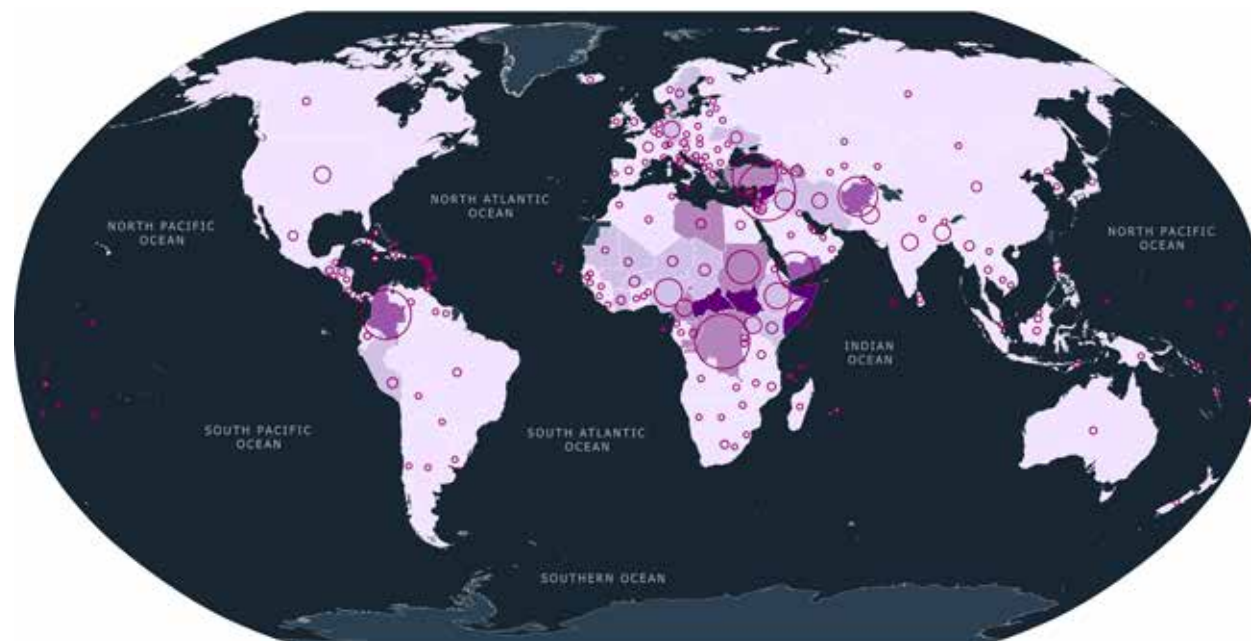 NORTH ATLANTIC
OCEAN
NORTH PACIFIC
OCEAN
NORTH PACIFIC
OCEAN
INDIAN
OCEAN
SOUTH PACIFIC
OCEAN
SOUTH ATLANTIC
OCEAN
SOUTHERN OCEAN